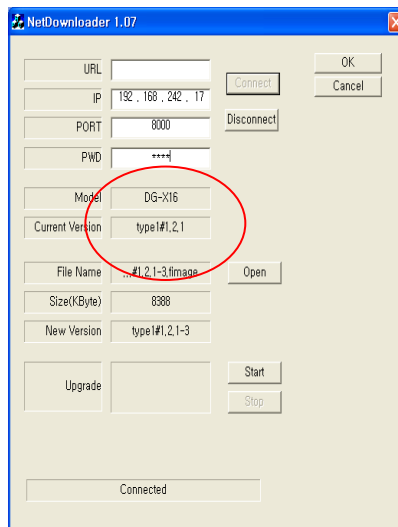 NetDownloader 1.07
URL
Connect
OK
IP 192 . 168 . 242 . 17
Cancel
PORT 8000
Disconnect
PWD ****
Model DG-X16
Current Version type1#1,2,1
File Name ...#1,2,1-3,fimage
Open
Size(KByte) 8388
New Version type1#1,2,1-3
Upgrade
Start
Stop
Connected